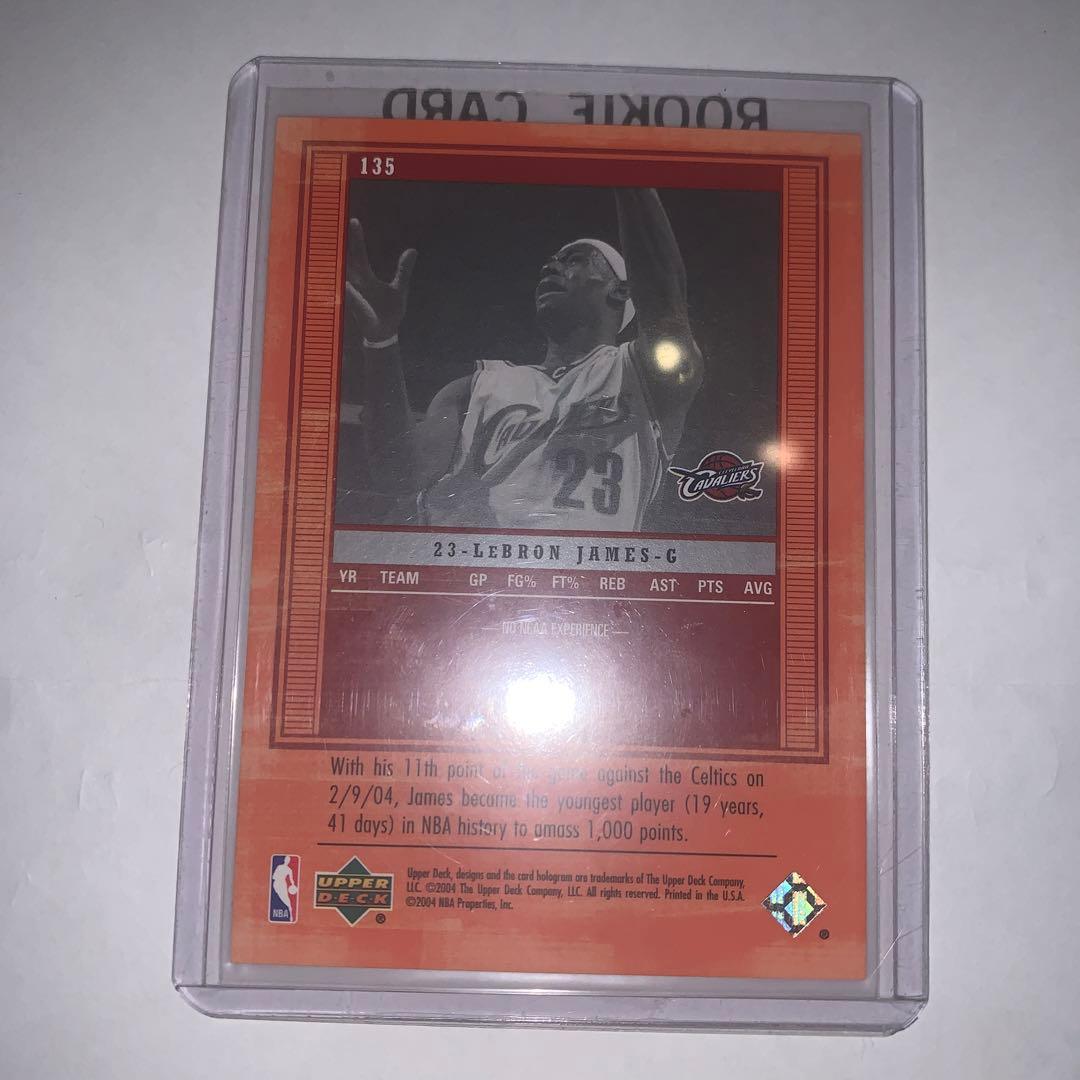 ROOKIE CARD
135
CAVALIERS
23
CLEVELAND
CAVALIERS
23-LEBRON JAMES-G
YR TEAM GP FG% FT% REB AST PTS AVG
NO NCAA EXPERIENCE
With his 11th point of the game against the Celtics on
2/9/04, James became the youngest player (19 years,
41 days) in NBA history to amass 1,000 points.
NBA
UPPER
D·E·C·K
®
Upper Deck, designs and the card hologram are trademarks of The Upper Deck Company,
LLC. ©2004 The Upper Deck Company, LLC. All rights reserved. Printed in the U.S.A.
©2004 NBA Properties, Inc.
®